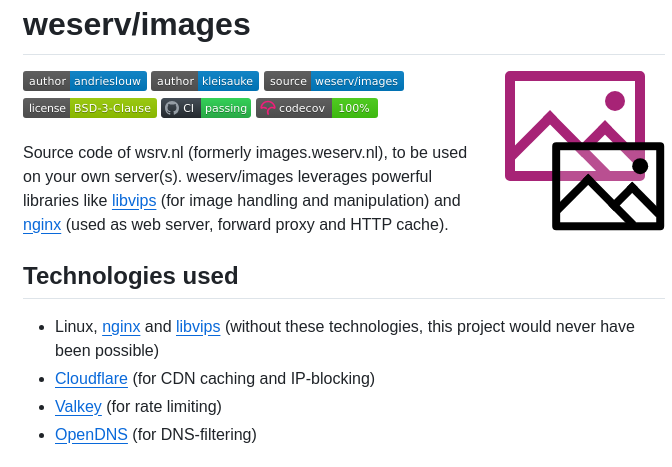 weserv/images
author andrieslouw author kleisauke source weserv/images
license BSD-3-Clause CI passing codecov 100%
Source code of wsrv.nl (formerly images.weserv.nl), to be used
on your own server(s). weserv/images leverages powerful
libraries like libvips (for image handling and manipulation) and
nginx (used as web server, forward proxy and HTTP cache).
Technologies used
• Linux, nginx and libvips (without these technologies, this project would never have
been possible)
• Cloudflare (for CDN caching and IP-blocking)
• Valkey (for rate limiting)
• OpenDNS (for DNS-filtering)